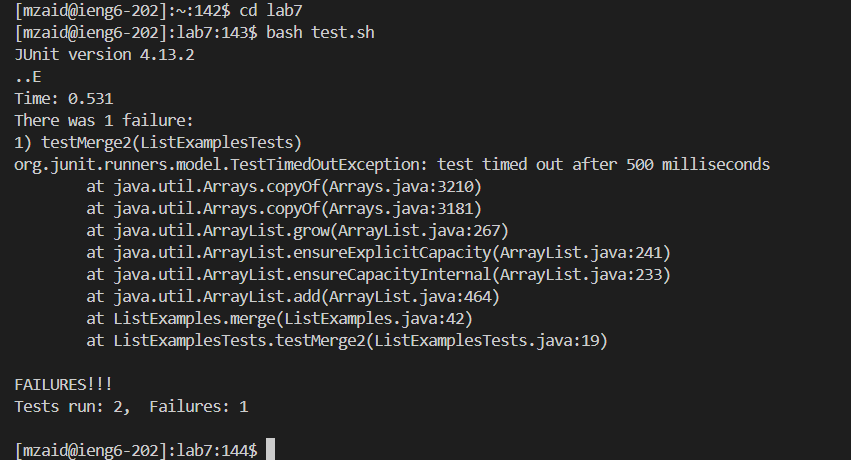 [mzaid@ieng6-202]:~:142$ cd lab7
[mzaid@ieng6-202]:lab7:143$ bash test.sh
JUnit version 4.13.2
..E
Time: 0.531
There was 1 failure:
1) testMerge2(ListExamplesTests)
org.junit.runners.model.TestTimedOutException: test timed out after 500 milliseconds
        at java.util.Arrays.copyOf(Arrays.java:3210)
        at java.util.Arrays.copyOf(Arrays.java:3181)
        at java.util.ArrayList.grow(ArrayList.java:267)
        at java.util.ArrayList.ensureExplicitCapacity(ArrayList.java:241)
        at java.util.ArrayList.ensureCapacityInternal(ArrayList.java:233)
        at java.util.ArrayList.add(ArrayList.java:464)
        at ListExamples.merge(ListExamples.java:42)
        at ListExamplesTests.testMerge2(ListExamplesTests.java:19)

FAILURES!!!
Tests run: 2,  Failures: 1

[mzaid@ieng6-202]:lab7:144$